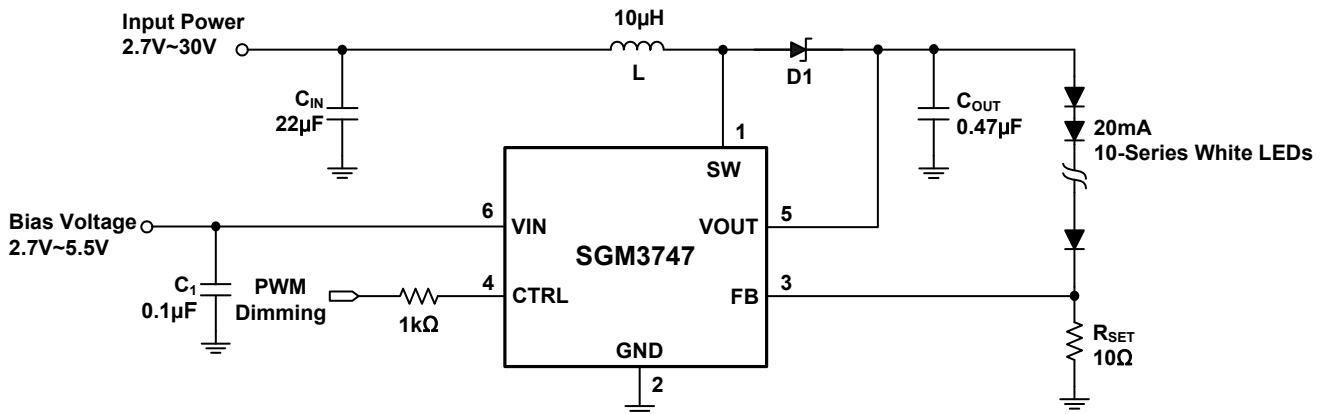 Input Power
2.7V~30V
10µH
L
D1
CIN
22µF
COUT
0.47µF
20mA
10-Series White LEDs
1
SW
Bias Voltage
2.7V~5.5V
6
VIN
VOUT
5
SGM3747
C1
0.1µF
PWM
Dimming
1kΩ
4
CTRL
FB
3
GND
2
RSET
10Ω